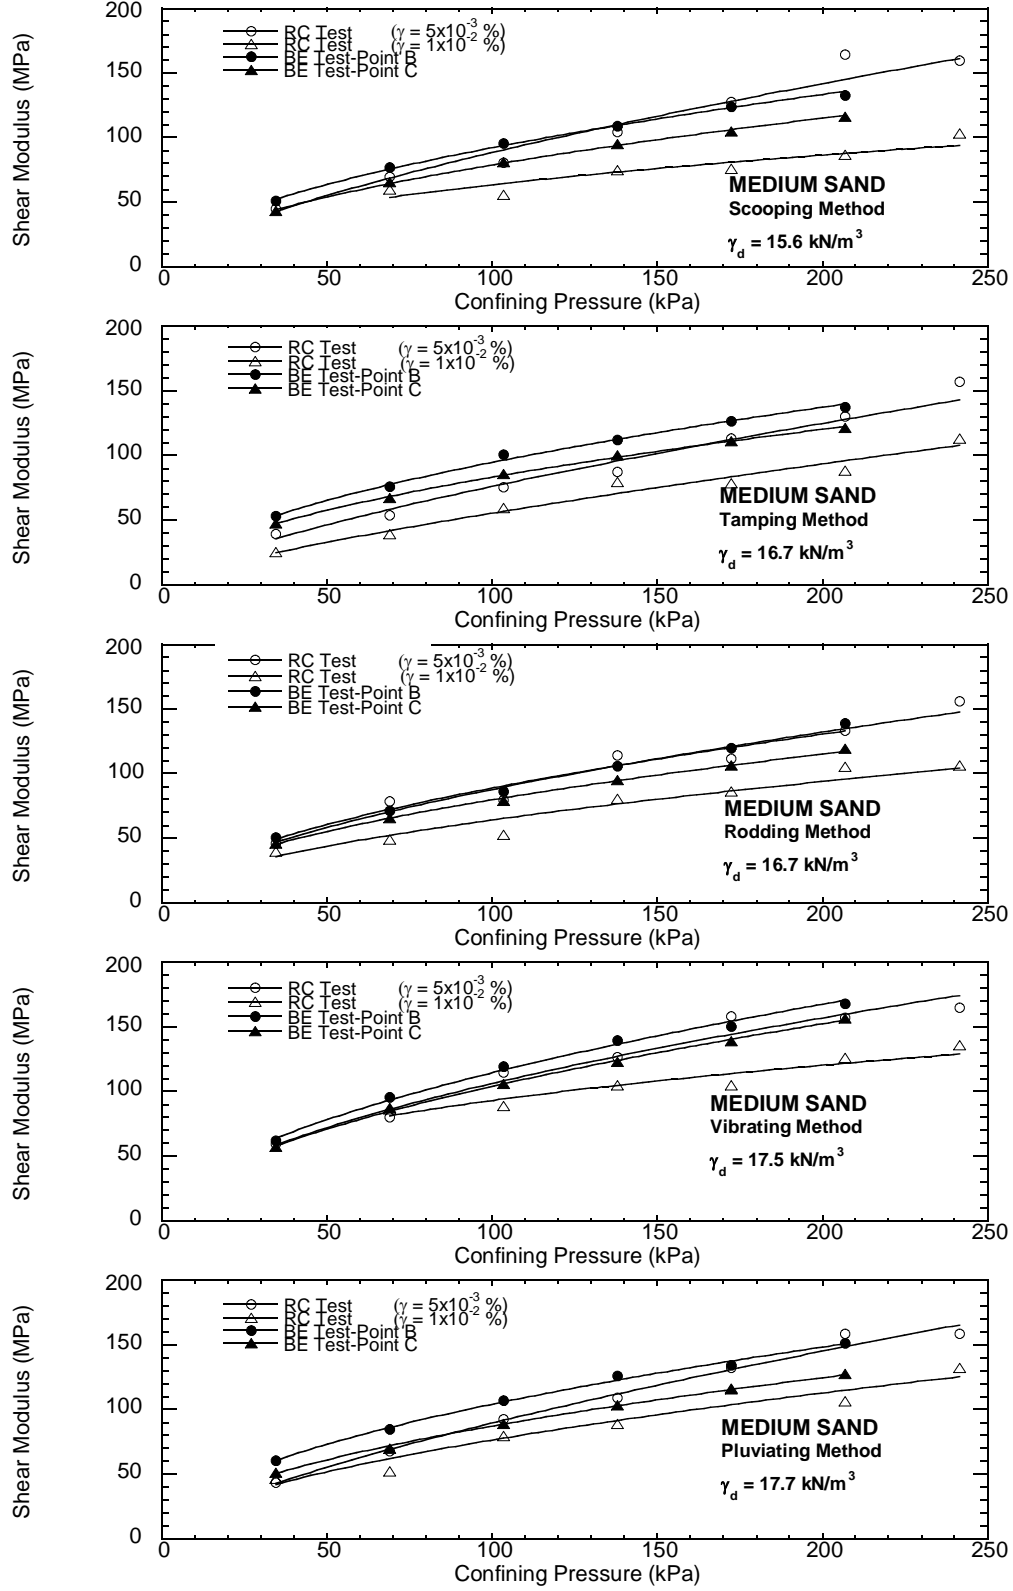 Shear Modulus (MPa)
200
150
100
50
0
RC Test (γ = 5x10-3 %)
RC Test (γ = 1x10-2 %)
BE Test-Point B
BE Test-Point C
MEDIUM SAND
Scooping Method
γd = 15.6 kN/m3
0 50 100 150 200 250
Confining Pressure (kPa)
Shear Modulus (MPa)
200
150
100
50
0
RC Test (γ = 5x10-3 %)
RC Test (γ = 1x10-2 %)
BE Test-Point B
BE Test-Point C
MEDIUM SAND
Tamping Method
γd = 16.7 kN/m3
0 50 100 150 200 250
Confining Pressure (kPa)
Shear Modulus (MPa)
200
150
100
50
0
RC Test (γ = 5x10-3 %)
RC Test (γ = 1x10-2 %)
BE Test-Point B
BE Test-Point C
MEDIUM SAND
Rodding Method
γd = 16.7 kN/m3
0 50 100 150 200 250
Confining Pressure (kPa)
Shear Modulus (MPa)
200
150
100
50
0
RC Test (γ = 5x10-3 %)
RC Test (γ = 1x10-2 %)
BE Test-Point B
BE Test-Point C
MEDIUM SAND
Vibrating Method
γd = 17.5 kN/m3
0 50 100 150 200 250
Confining Pressure (kPa)
Shear Modulus (MPa)
200
150
100
50
0
RC Test (γ = 5x10-3 %)
RC Test (γ = 1x10-2 %)
BE Test-Point B
BE Test-Point C
MEDIUM SAND
Pluviating Method
γd = 17.7 kN/m3
0 50 100 150 200 250
Confining Pressure (kPa)